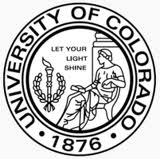 UNIVERSITY OF COLORADO
LET YOUR
LIGHT
SHINE
1876